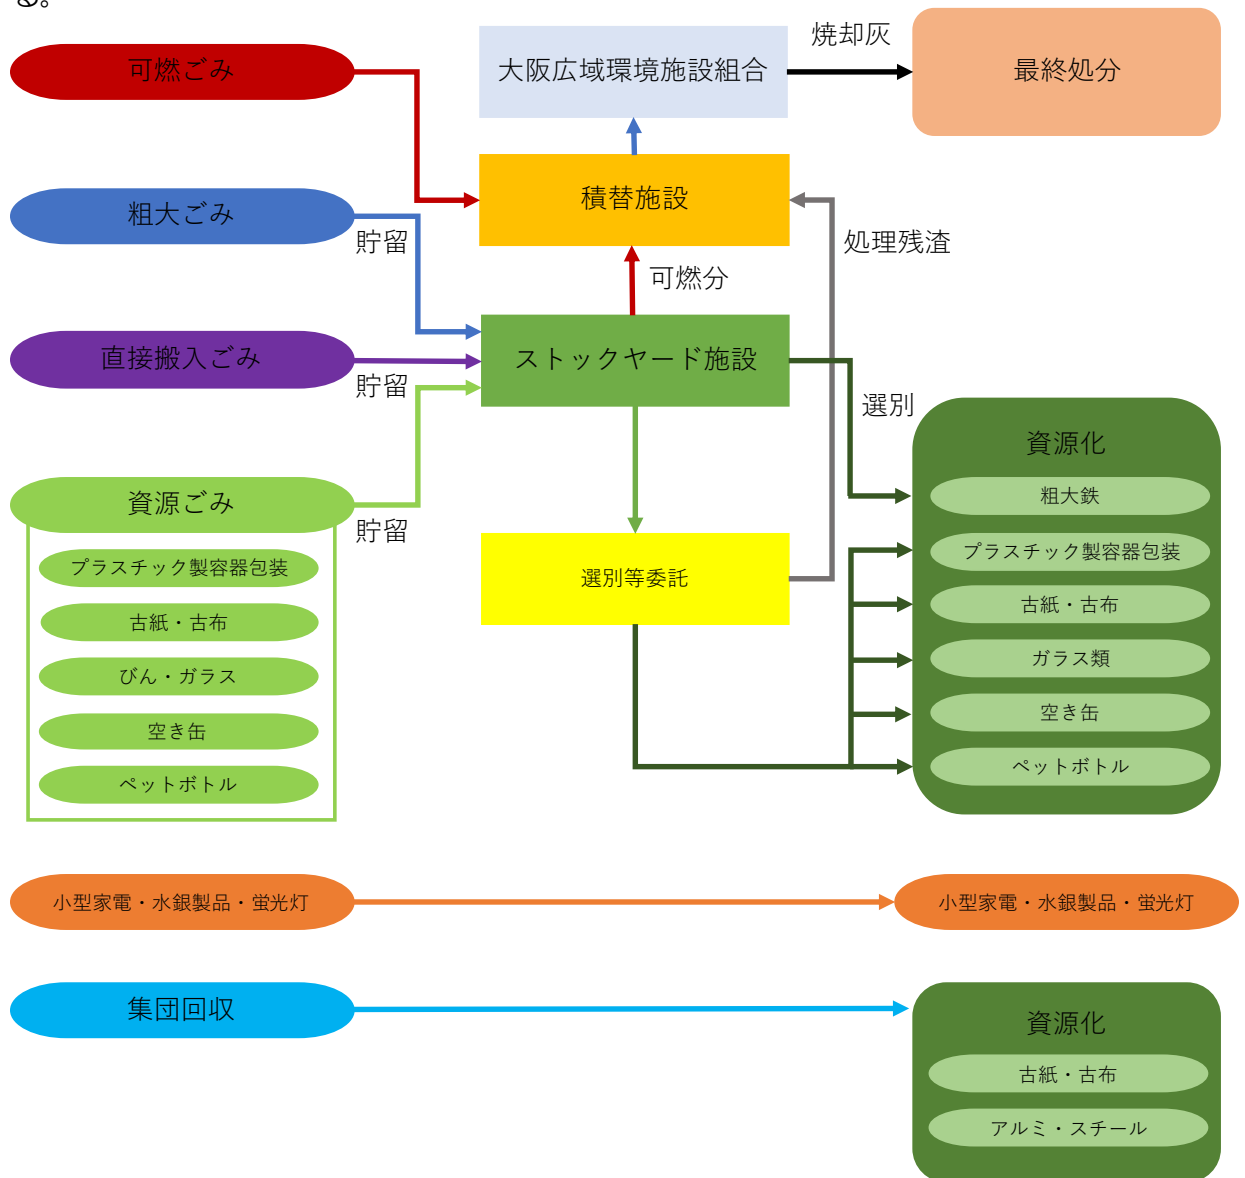 る。
可燃ごみ
大阪広域環境施設組合
焼却灰
最終処分
粗大ごみ
貯留
積替施設
処理残渣
可燃分
直接搬入ごみ
貯留
ストックヤード施設
選別
資源ごみ
貯留
プラスチック製容器包装
古紙・古布
びん・ガラス
空き缶
ペットボトル
選別等委託
資源化
粗大鉄
プラスチック製容器包装
古紙・古布
ガラス類
空き缶
ペットボトル
小型家電・水銀製品・蛍光灯
小型家電・水銀製品・蛍光灯
集団回収
資源化
古紙・古布
アルミ・スチール